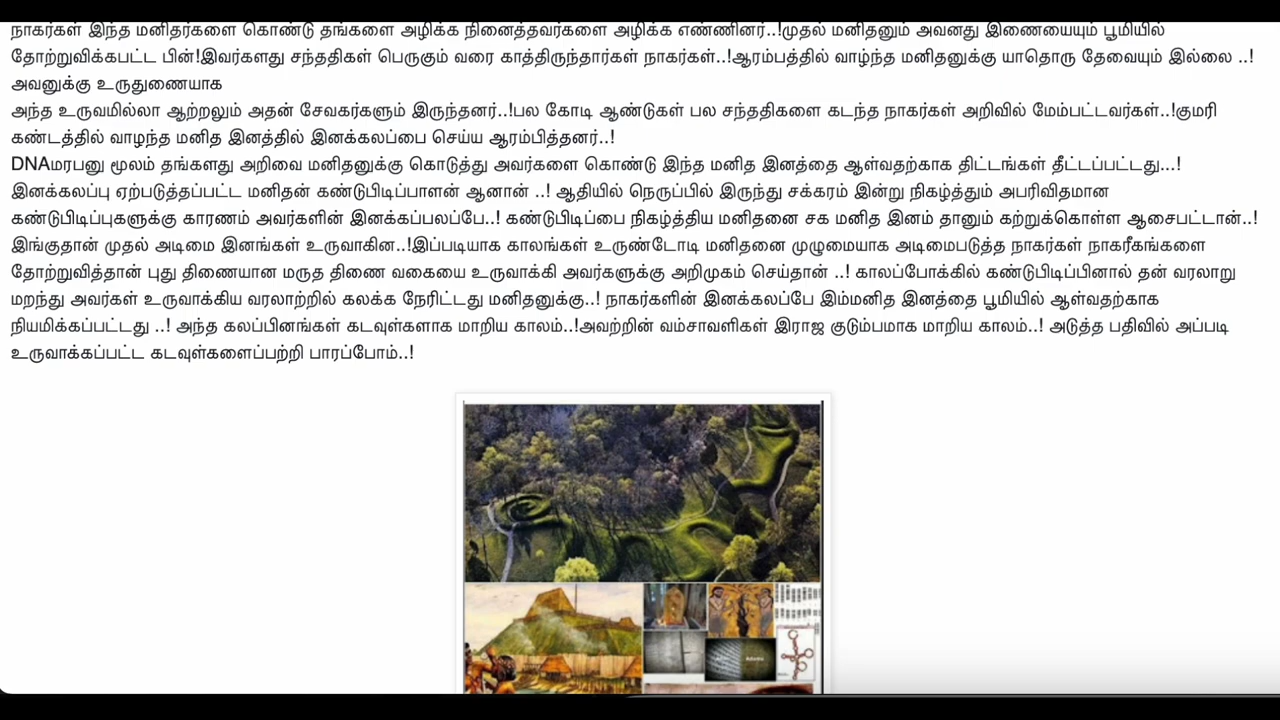 நாகர்கள் இந்த மனிதர்களை கொண்டு தங்களை அழிக்க நினைத்தவர்களை அழிக்க எண்ணினர்..!முதல் மனிதனும் அவனது இணையையும் பூமியில்
தோற்றுவிக்கபட்ட பின்!இவர்களது சந்ததிகள் பெருகும் வரை காத்திருந்தார்கள் நாகர்கள்..!ஆரம்பத்தில் வாழ்ந்த மனிதனுக்கு யாதொரு தேவையும் இல்லை ..!
அவனுக்கு உருதுணையாக
அந்த உருவமில்லா ஆற்றலும் அதன் சேவகர்களும் இருந்தனர்..!பல கோடி ஆண்டுகள் பல சந்ததிகளை கடந்த நாகர்கள் அறிவில் மேம்பட்டவர்கள்..!குமரி
கண்டத்தில் வாழந்த மனித இனத்தில் இனக்கலப்பை செய்ய ஆரம்பித்தனர்..!
DNAமரபனு மூலம் தங்களது அறிவை மனிதனுக்கு கொடுத்து அவர்களை கொண்டு இந்த மனித இனத்தை ஆள்வதற்காக திட்டங்கள் தீட்டப்பட்டது...!
இனக்கலப்பு ஏற்படுத்தப்பட்ட மனிதன் கண்டுபிடிப்பாளன் ஆனான் ..! ஆதியில் நெருப்பில் இருந்து சக்கரம் இன்று நிகழ்த்தும் அபரிவிதமான
கண்டுபிடிப்புகளுக்கு காரணம் அவர்களின் இனக்கப்பலப்பே..! கண்டுபிடிப்பை நிகழ்த்திய மனிதனை சக மனித இனம் தானும் கற்றுக்கொள்ள ஆசைபட்டான்..!
இங்குதான் முதல் அடிமை இனங்கள் உருவாகின..!இப்படியாக காலங்கள் உருண்டோடி மனிதனை முழுமையாக அடிமைபடுத்த நாகர்கள் நாகரீகங்களை
தோற்றுவித்தான் புது திணையான மருத திணை வகையை உருவாக்கி அவர்களுக்கு அறிமுகம் செய்தான் ..! காலப்போக்கில் கண்டுபிடிப்பினால் தன் வரலாறு
மறந்து அவர்கள் உருவாக்கிய வரலாற்றில் கலக்க நேரிட்டது மனிதனுக்கு..! நாகர்களின் இனக்கலப்பே இம்மனித இனத்தை பூமியில் ஆள்வதற்காக
நியமிக்கப்பட்டது ..! அந்த கலப்பினங்கள் கடவுள்களாக மாறிய காலம்..!அவற்றின் வம்சாவளிகள் இராஜ குடும்பமாக மாறிய காலம்..! அடுத்த பதிவில் அப்படி
உருவாக்கப்பட்ட கடவுள்களைப்பற்றி பாரப்போம்..!